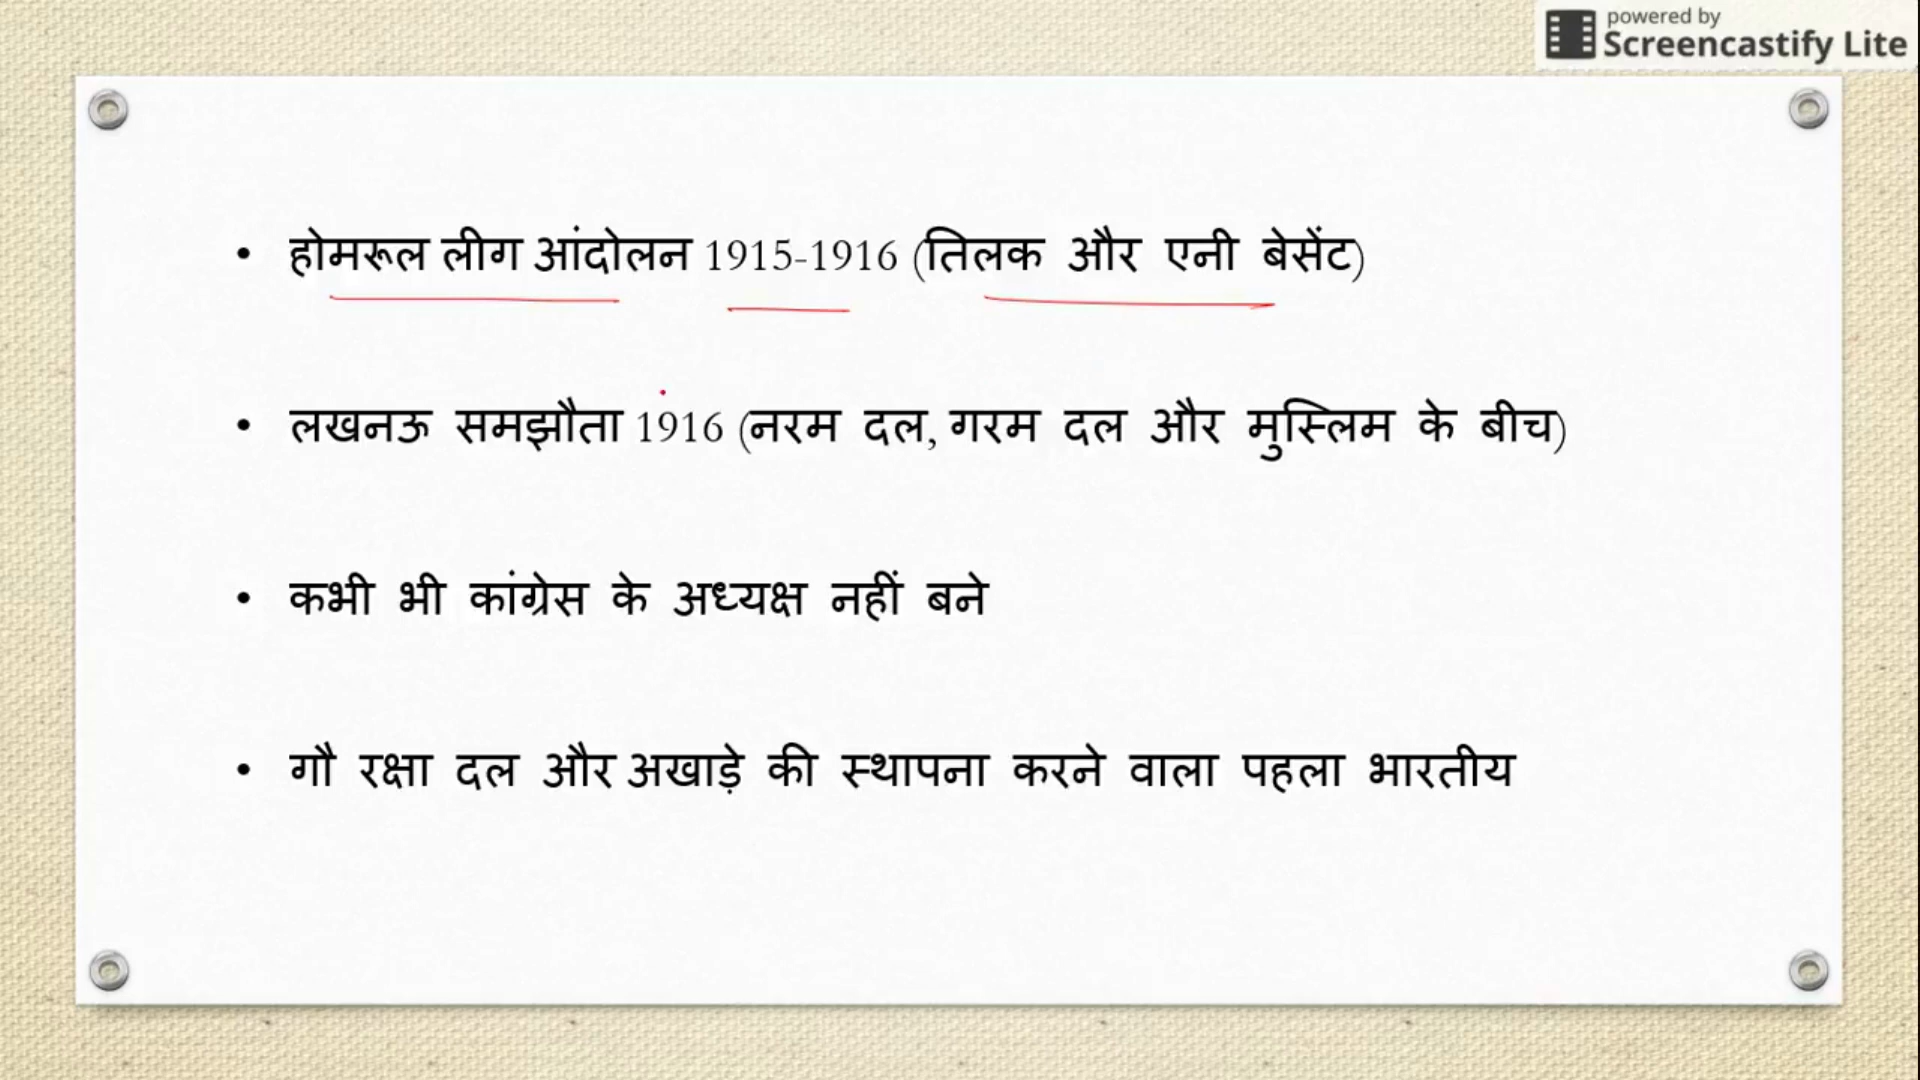 powered by
Screencastify Lite
• होमरूल लीग आंदोलन 1915-1916 (तिलक और एनी बेसेंट)
• लखनऊ समझौता 1916 (नरम दल, गरम दल और मुस्लिम के बीच)
• कभी भी कांग्रेस के अध्यक्ष नहीं बने
• गौ रक्षा दल और अखाड़े की स्थापना करने वाला पहला भारतीय